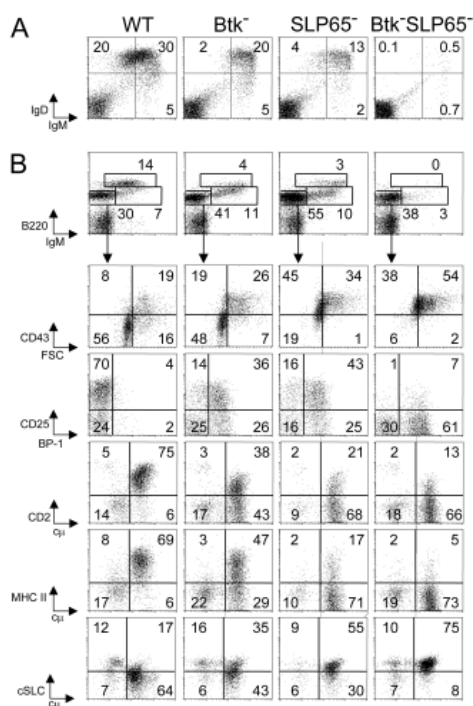 A WT Btk⁻ SLP65⁻ Btk⁻SLP65⁻
20 30 2 20 4 13 0.1 0.5
IgD 5 5 2 0.7
IgM
B
14 4 3 0
B220 30 7 41 11 55 10 38 3
IgM
8 19 19 26 45 34 38 54
CD43 56 16 48 7 19 1 6 2
FSC
70 4 14 36 16 43 1 7
CD25 24 2 25 26 16 25 30 61
BP-1
5 75 3 38 2 21 2 13
CD2 14 6 17 43 9 68 18 66
cμ
8 69 3 47 2 17 2 5
MHC II 17 6 22 29 10 71 19 73
cμ
12 17 16 35 9 55 10 75
cSLC 7 64 6 43 6 30 7 8
cμ